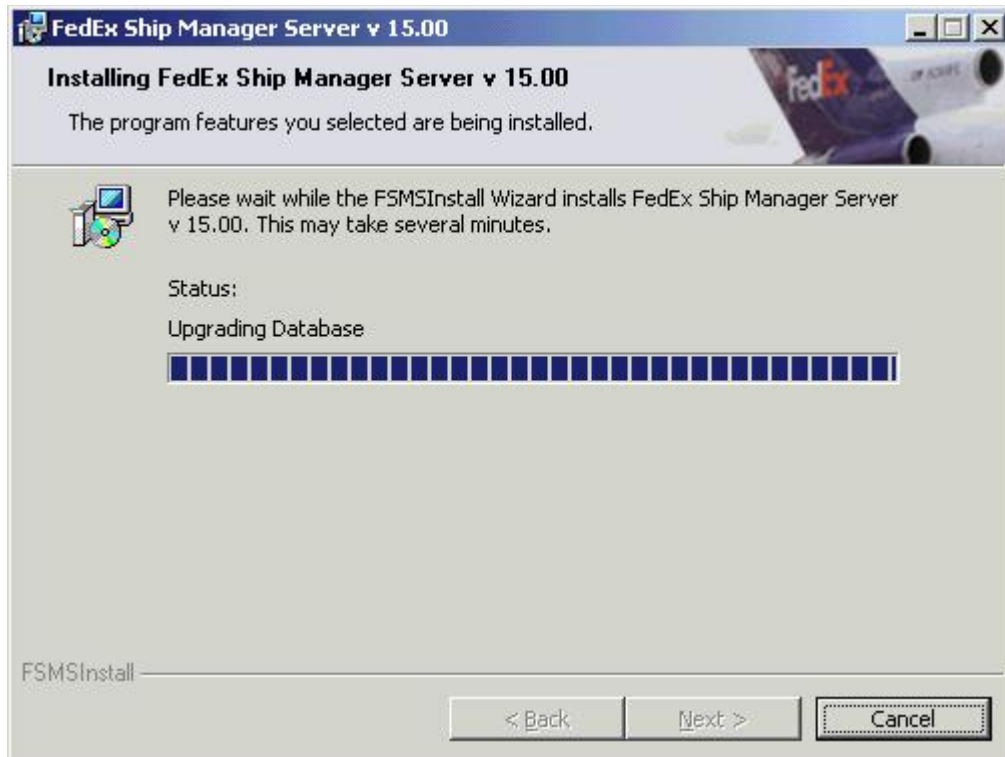 FedEx Ship Manager Server v 15.00
Installing FedEx Ship Manager Server v 15.00
FedEx
The program features you selected are being installed.
Please wait while the FSMSInstall Wizard installs FedEx Ship Manager Server
v 15.00. This may take several minutes.
Status:
Upgrading Database
FSMSInstall
< Back
Next >
Cancel